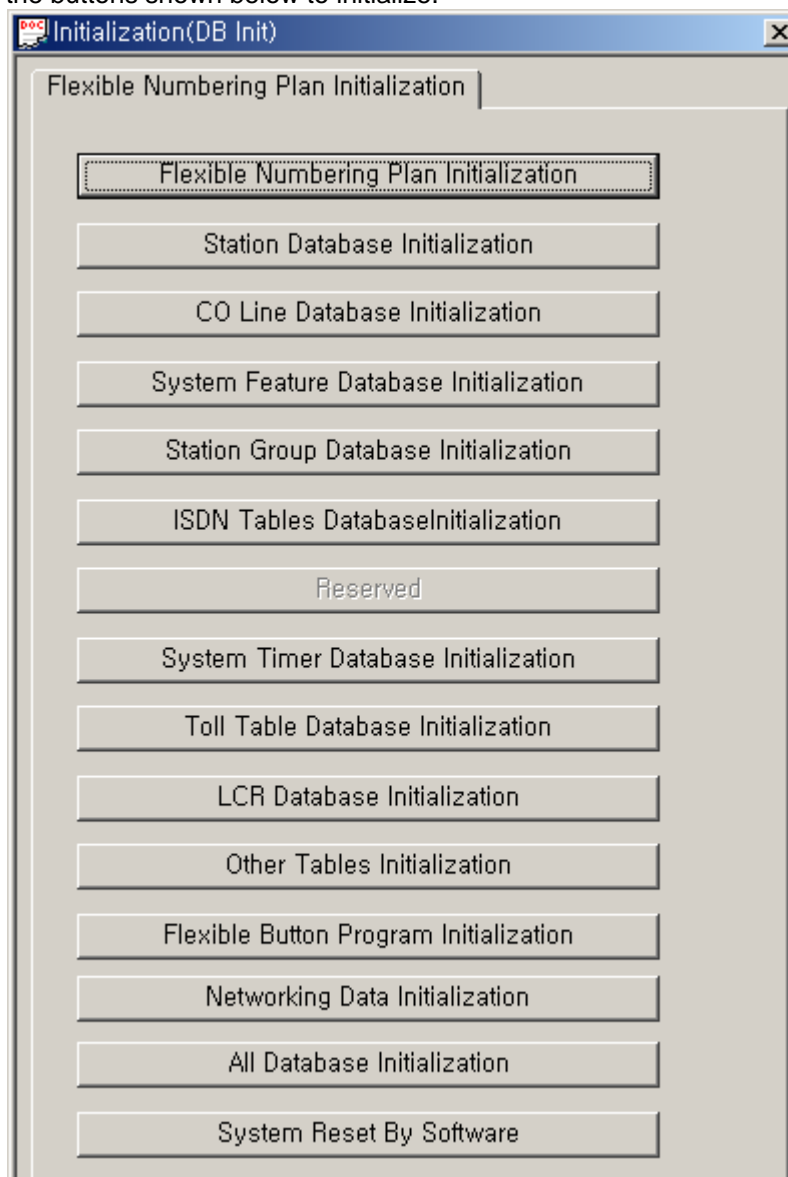 the buttons shown below to initialize.
Initialization(DB Init)
Flexible Numbering Plan Initialization
Flexible Numbering Plan Initialization
Station Database Initialization
CO Line Database Initialization
System Feature Database Initialization
Station Group Database Initialization
ISDN Tables DatabaseInitialization
Reserved
System Timer Database Initialization
Toll Table Database Initialization
LCR Database Initialization
Other Tables Initialization
Flexible Button Program Initialization
Networking Data Initialization
All Database Initialization
System Reset By Software